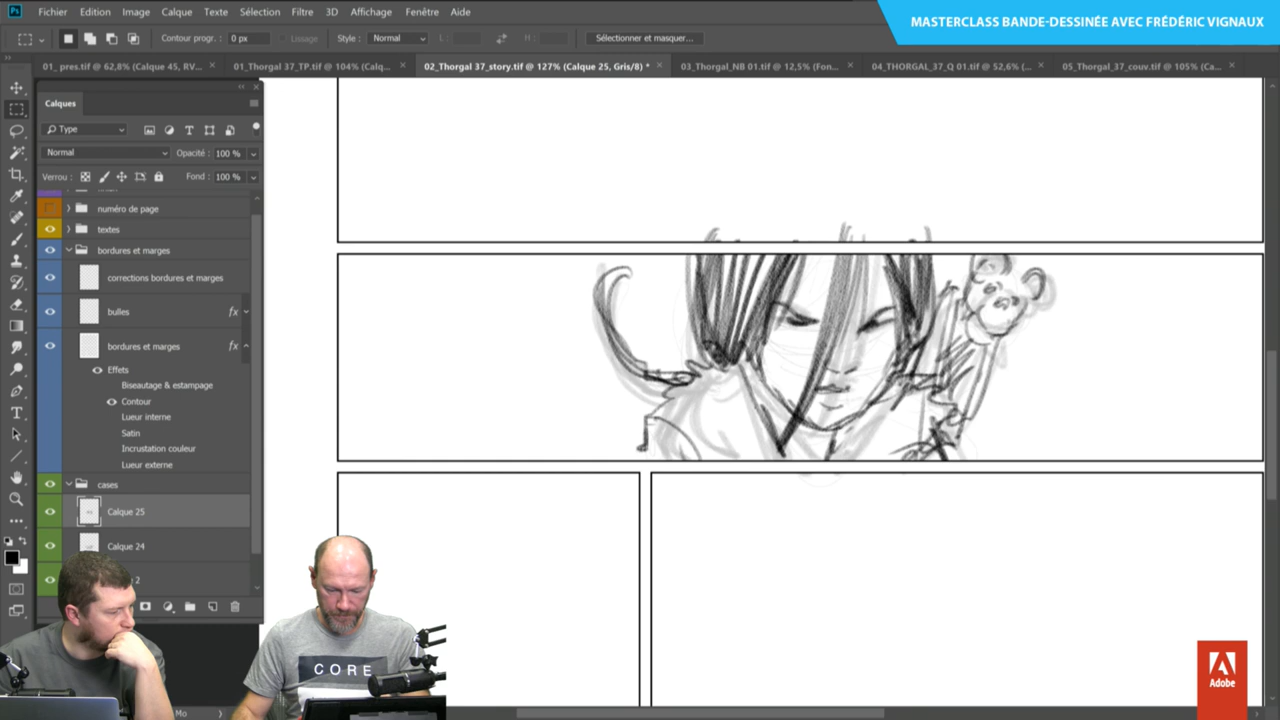 Ps Fichier Edition Image Calque Texte Sélection Filtre 3D Affichage Fenêtre Aide
MASTERCLASS BANDE-DESSINÉE AVEC FRÉDÉRIC VIGNAUX
Contour progr. : 0 px Lissage Style : Normal L : H : Sélectionner et masquer...
01_ pres.tif @ 62,8% (Calque 45, RV... × 01_Thorgal 37_TP.tif @ 104% (Calq... × 02_Thorgal 37_story.tif @ 127% (Calque 25, Gris/8) * × 03_Thorgal_NB 01.tif @ 12,5% (Fon... × 04_THORGAL_37_Q 01.tif @ 52,6% (... × 05_Thorgal_37_couv.tif @ 105% (Ca... ×
Calques
Type
Normal Opacité : 100 %
Verrou : Fond : 100 %
numéro de page
textes
bordures et marges
corrections bordures et marges
bulles fx
bordures et marges fx
Effets
Biseautage & estampage
Contour
Lueur interne
Satin
Incrustation couleur
Lueur externe
cases
Calque 25
Calque 24
2
CORE
Mo
Adobe